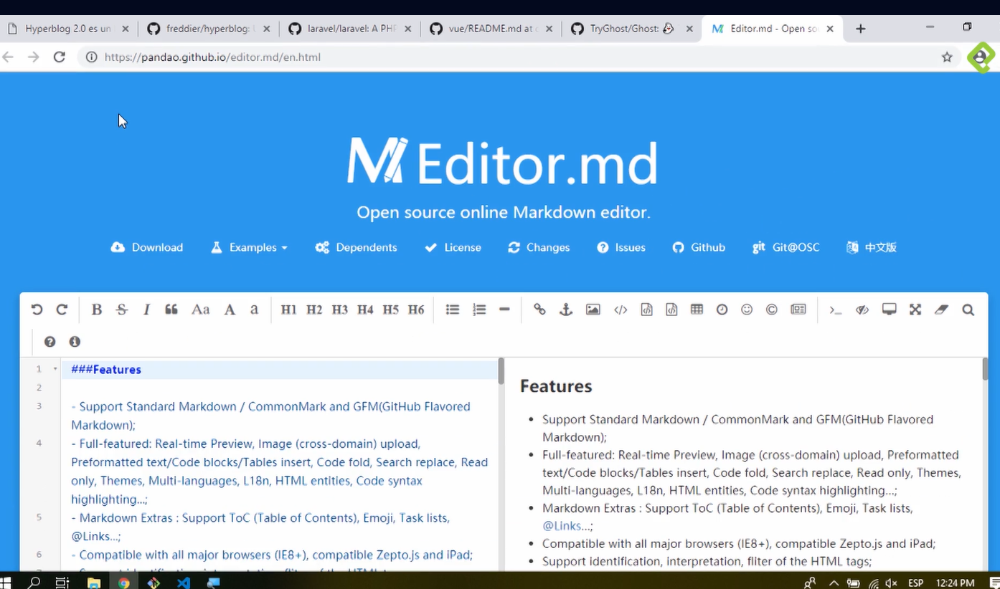 Hyperblog 2.0 es un
freddier/hyperblog:
laravel/laravel: A PHP
vue/README.md at
TryGhost/Ghost:
Editor.md - Open so
https://pandao.github.io/editor.md/en.html
M Editor.md
Open source online Markdown editor.
Download Examples Dependents License Changes Issues Github git Git@OSC 中文版
B S I Aa A a H1 H2 H3 H4 H5 H6
1 ###Features
2
3 - Support Standard Markdown / CommonMark and GFM(GitHub Flavored
Markdown);
4 - Full-featured: Real-time Preview, Image (cross-domain) upload,
Preformatted text/Code blocks/Tables insert, Code fold, Search replace, Read
only, Themes, Multi-languages, L18n, HTML entities, Code syntax
highlighting...;
5 - Markdown Extras : Support ToC (Table of Contents), Emoji, Task lists,
@Links...;
6 - Compatible with all major browsers (IE8+), compatible Zepto.js and iPad;
Features
• Support Standard Markdown / CommonMark and GFM(GitHub Flavored
Markdown);
• Full-featured: Real-time Preview, Image (cross-domain) upload, Preformatted
text/Code blocks/Tables insert, Code fold, Search replace, Read only, Themes,
Multi-languages, L18n, HTML entities, Code syntax highlighting...;
• Markdown Extras : Support ToC (Table of Contents), Emoji, Task lists,
@Links...;
• Compatible with all major browsers (IE8+), compatible Zepto.js and iPad;
• Support identification, interpretation, fliter of the HTML tags;
ESP 12:24 PM